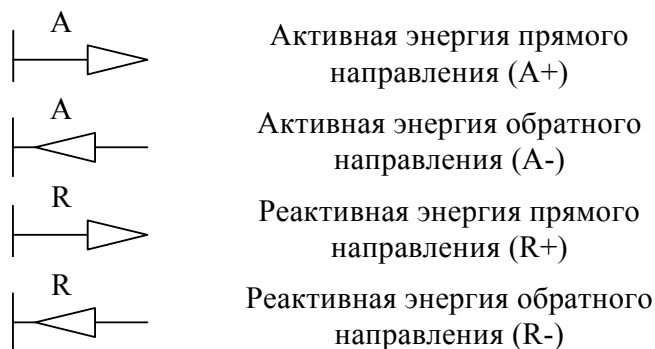 A
Активная энергия прямого
направления (A+)
A
Активная энергия обратного
направления (A-)
R
Реактивная энергия прямого
направления (R+)
R
Реактивная энергия обратного
направления (R-)